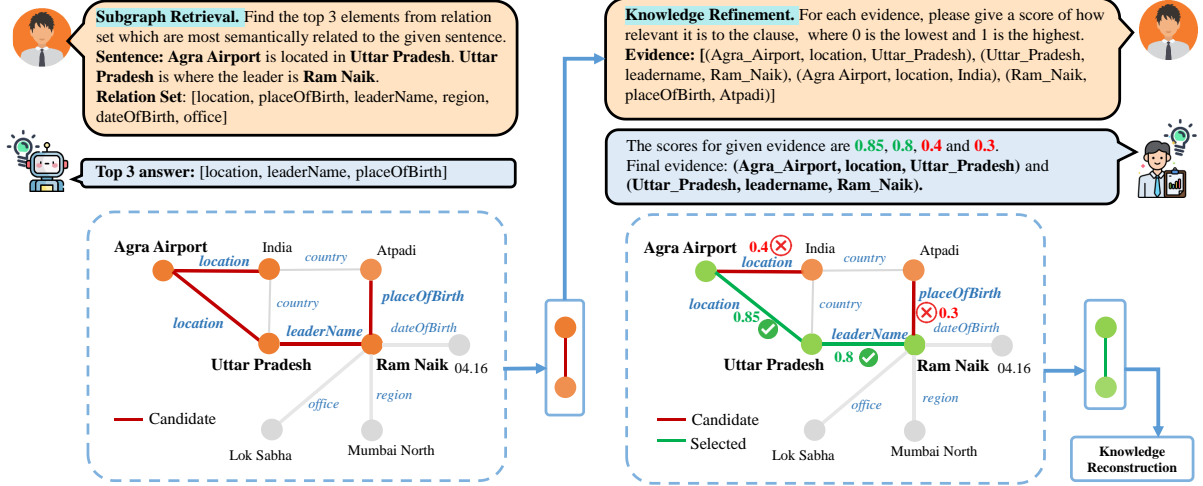 Subgraph Retrieval. Find the top 3 elements from relation
set which are most semantically related to the given sentence.
Sentence: Agra Airport is located in Uttar Pradesh. Uttar
Pradesh is where the leader is Ram Naik.
Relation Set: [location, placeOfBirth, leaderName, region,
dateOfBirth, office]
Top 3 answer: [location, leaderName, placeOfBirth]
Agra Airport
India
Atpadi
location
country
placeOfBirth
country
location
leaderName
dateOfBirth
Uttar Pradesh
Ram Naik
04.16
office
region
Candidate
Lok Sabha
Mumbai North
Knowledge Refinement. For each evidence, please give a score of how
relevant it is to the clause, where 0 is the lowest and 1 is the highest.
Evidence: [(Agra_Airport, location, Uttar_Pradesh), (Uttar_Pradesh,
leadername, Ram_Naik), (Agra Airport, location, India), (Ram_Naik,
placeOfBirth, Atpadi)]
The scores for given evidence are 0.85, 0.8, 0.4 and 0.3.
Final evidence: (Agra_Airport, location, Uttar_Pradesh) and
(Uttar_Pradesh, leadername, Ram_Naik).
Agra Airport
0.4
India
Atpadi
location
country
placeOfBirth
location
country
0.3
0.85
leaderName
dateOfBirth
Uttar Pradesh
0.8
Ram Naik
04.16
office
region
Candidate
Selected
Lok Sabha
Mumbai North
Knowledge
Reconstruction